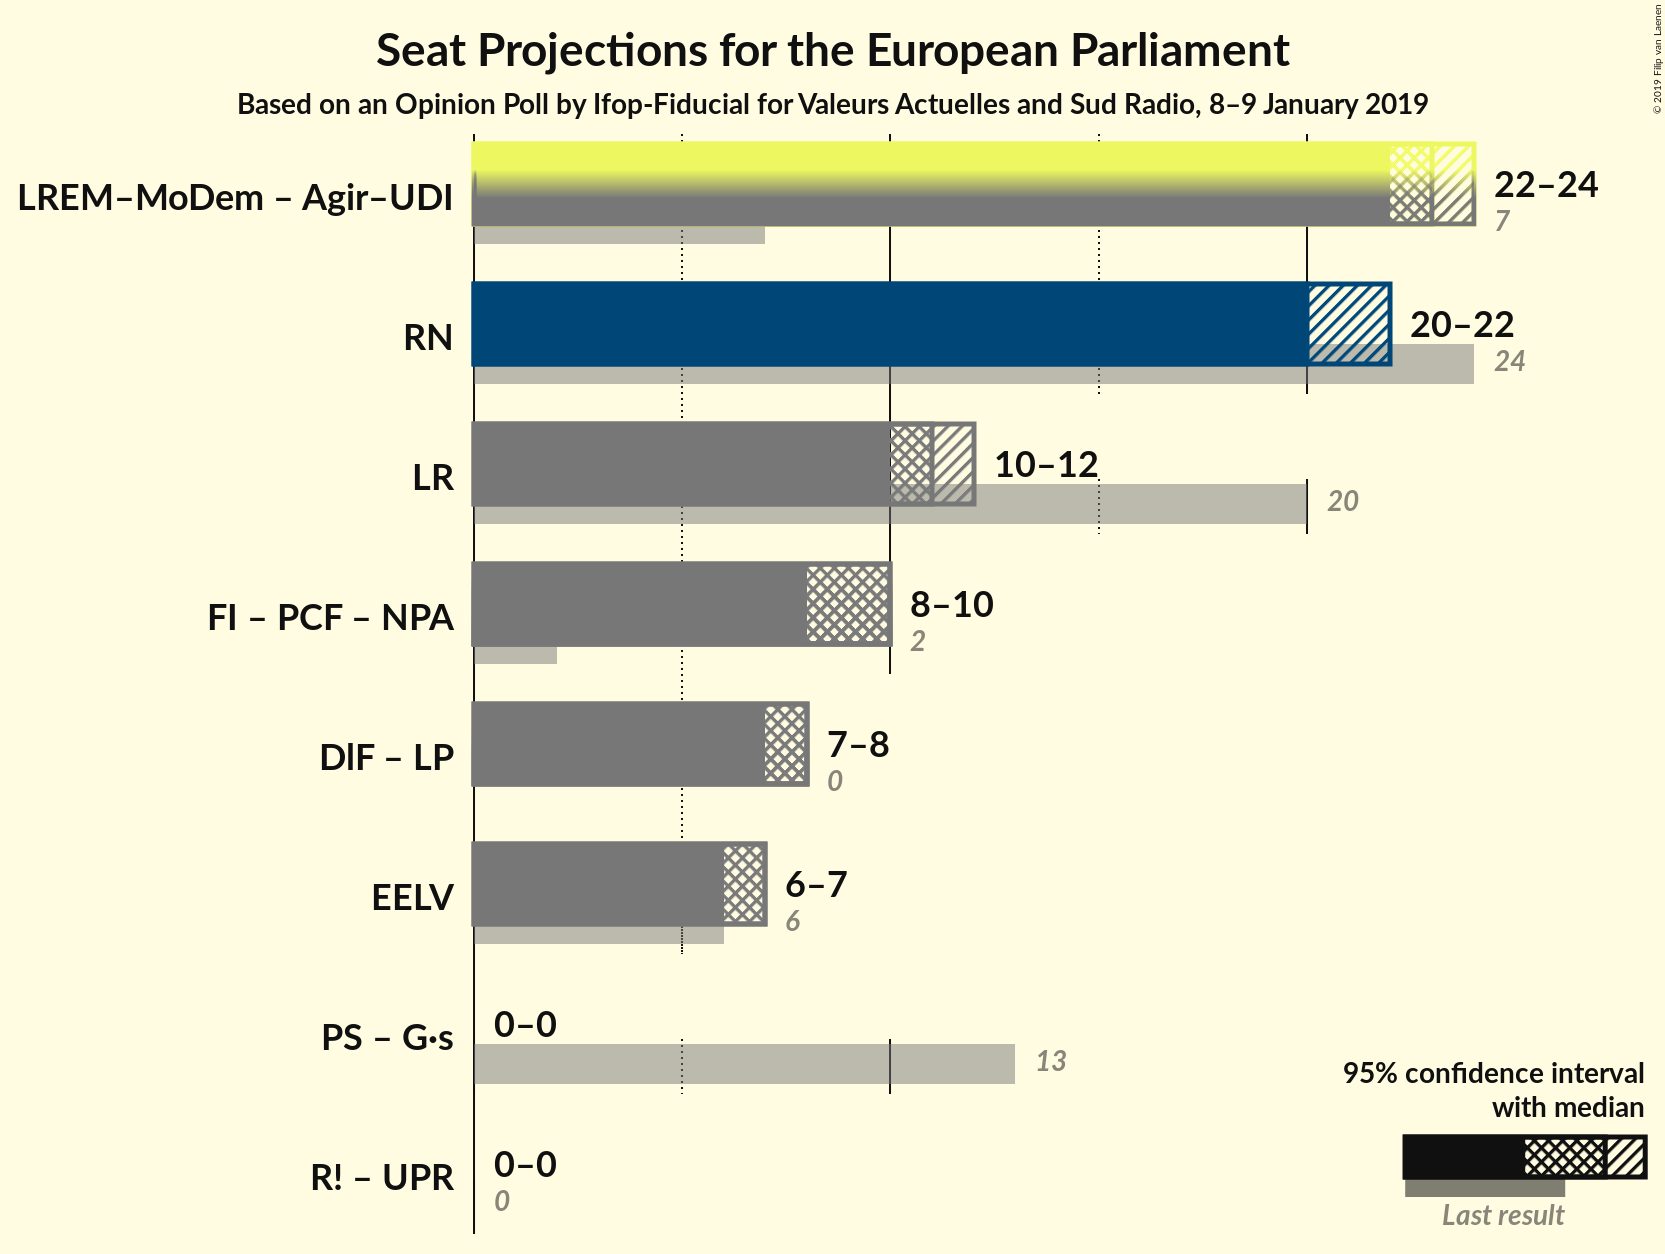 Seat Projections for the European Parliament
Based on an Opinion Poll by Ifop-Fiducial for Valeurs Actuelles and Sud Radio, 8–9 January 2019
© 2019 Filip van Laenen
LREM–MoDem – Agir–UDI
22–24
7
RN
20–22
24
LR
10–12
20
FI – PCF – NPA
8–10
2
DlF – LP
7–8
0
EELV
6–7
6
PS – G·s
0–0
13
R! – UPR
0–0
0
95% confidence interval
with median
Last result